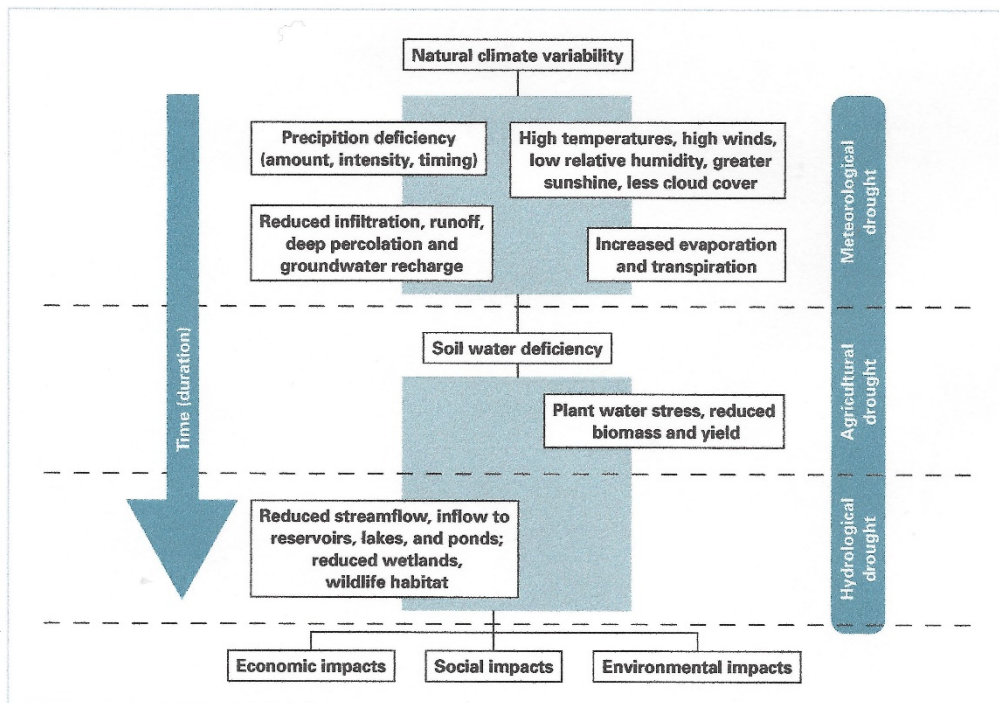 Natural climate variability
Precipition deficiency
(amount, intensity, timing)
High temperatures, high winds,
low relative humidity, greater
sunshine, less cloud cover
Reduced infiltration, runoff,
deep percolation and
groundwater recharge
Increased evaporation
and transpiration
Meteorological
drought
Time (duration)
Soil water deficiency
Plant water stress, reduced
biomass and yield
Agricultural
drought
Reduced streamflow, inflow to
reservoirs, lakes, and ponds;
reduced wetlands,
wildlife habitat
Hydrological
drought
Economic impacts
Social impacts
Environmental impacts